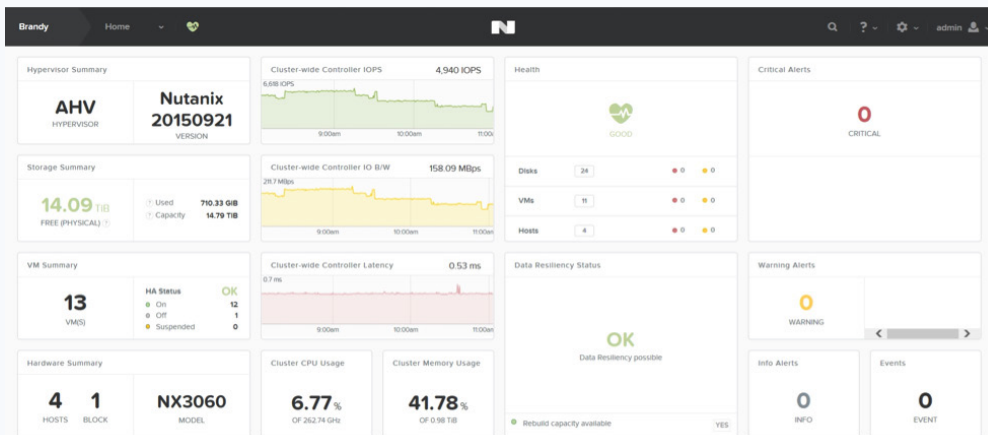 Brandy Home N ? admin
Hypervisor Summary
AHV
HYPERVISOR
Nutanix
20150921
VERSION
Cluster-wide Controller IOPS 4,940 IOPS
6,618 IOPS
9:00am 10:00am 11:00
Health
GOOD
Disks 24 0 0
VMs 11 0 0
Hosts 4 0 0
Critical Alerts
0
CRITICAL
Storage Summary
14.09 TiB
FREE (PHYSICAL) ?
? Used 710.33 GiB
? Capacity 14.79 TiB
Cluster-wide Controller IO B/W 158.09 MBps
211.7 MBps
9:00am 10:00am 11:00am
VM Summary
13
VM(S)
HA Status OK
On 12
Off 1
Suspended 0
Cluster-wide Controller Latency 0.53 ms
0.7 ms
9:00am 10:00am 11:00am
Data Resiliency Status
OK
Data Resiliency possible
Rebuild capacity available YES
Warning Alerts
0
WARNING
Hardware Summary
4
HOSTS
1
BLOCK
NX3060
MODEL
Cluster CPU Usage
6.77 %
OF 262.74 GHz
Cluster Memory Usage
41.78 %
OF 0.98 TiB
Info Alerts
0
INFO
Events
0
EVENT